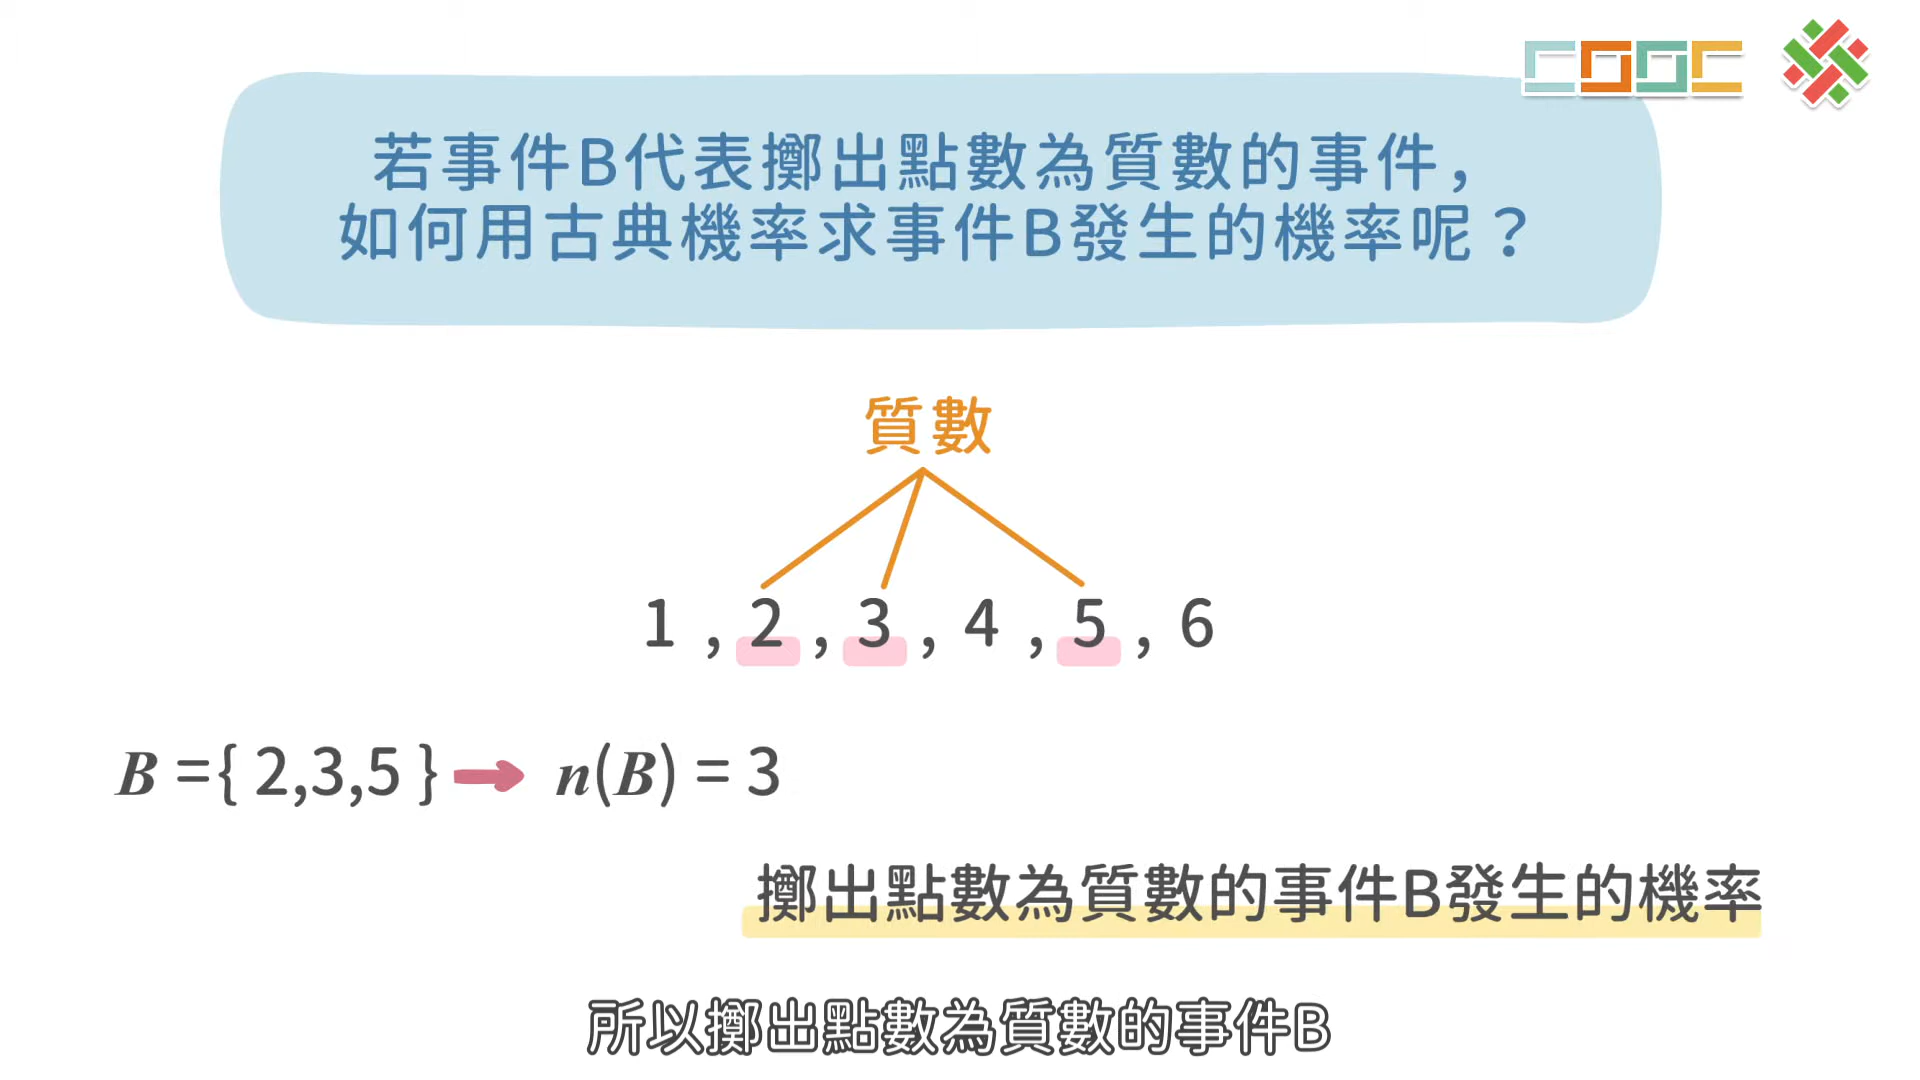 COOC
若事件B代表擲出點數為質數的事件，
如何用古典機率求事件B發生的機率呢？
質數
1 , 2 , 3 , 4 , 5 , 6
B ={ 2,3,5 } n(B) = 3
擲出點數為質數的事件B發生的機率
所以擲出點數為質數的事件B